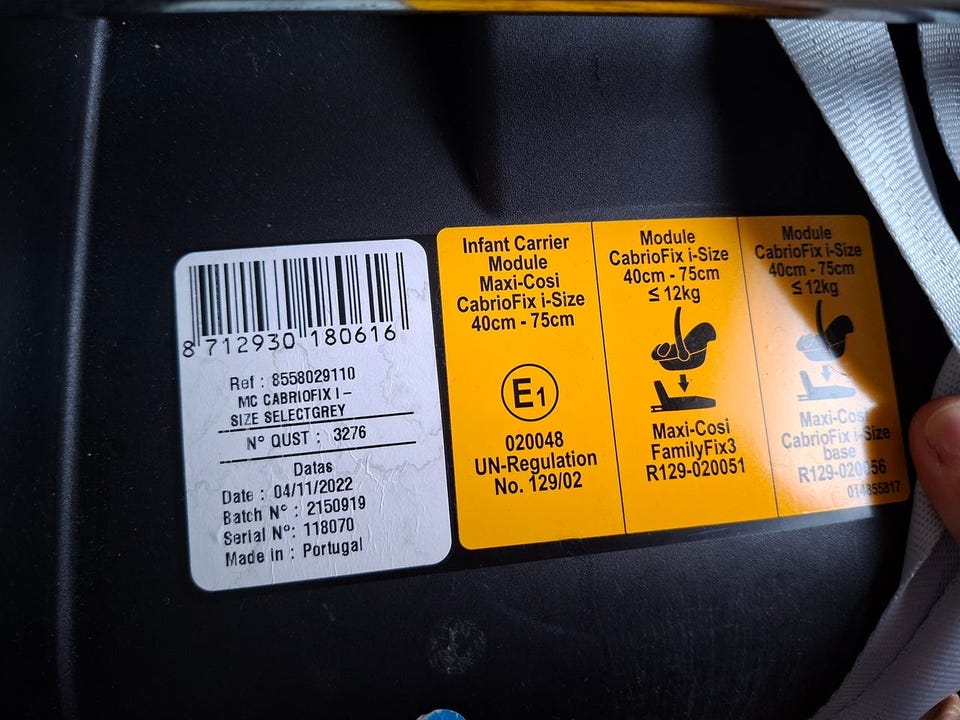 8 712930 180616
Ref : 8558029110
MC CABRIOFIX I-
SIZE SELECTGREY
N° QUST : 3276
Datas
Date : 04/11/2022
Batch N° : 2150919
Serial N°: 118070
Made in : Portugal
Infant Carrier
Module
Maxi-Cosi
CabrioFix i-Size
40cm - 75cm
E1
020048
UN-Regulation
No. 129/02
Module
CabrioFix i-Size
40cm - 75cm
≤ 12kg
Maxi-Cosi
FamilyFix3
R129-020051
Module
CabrioFix i-Size
40cm - 75cm
≤ 12kg
Maxi-Cosi
CabrioFix i-Size
base
R129-020056
014855817